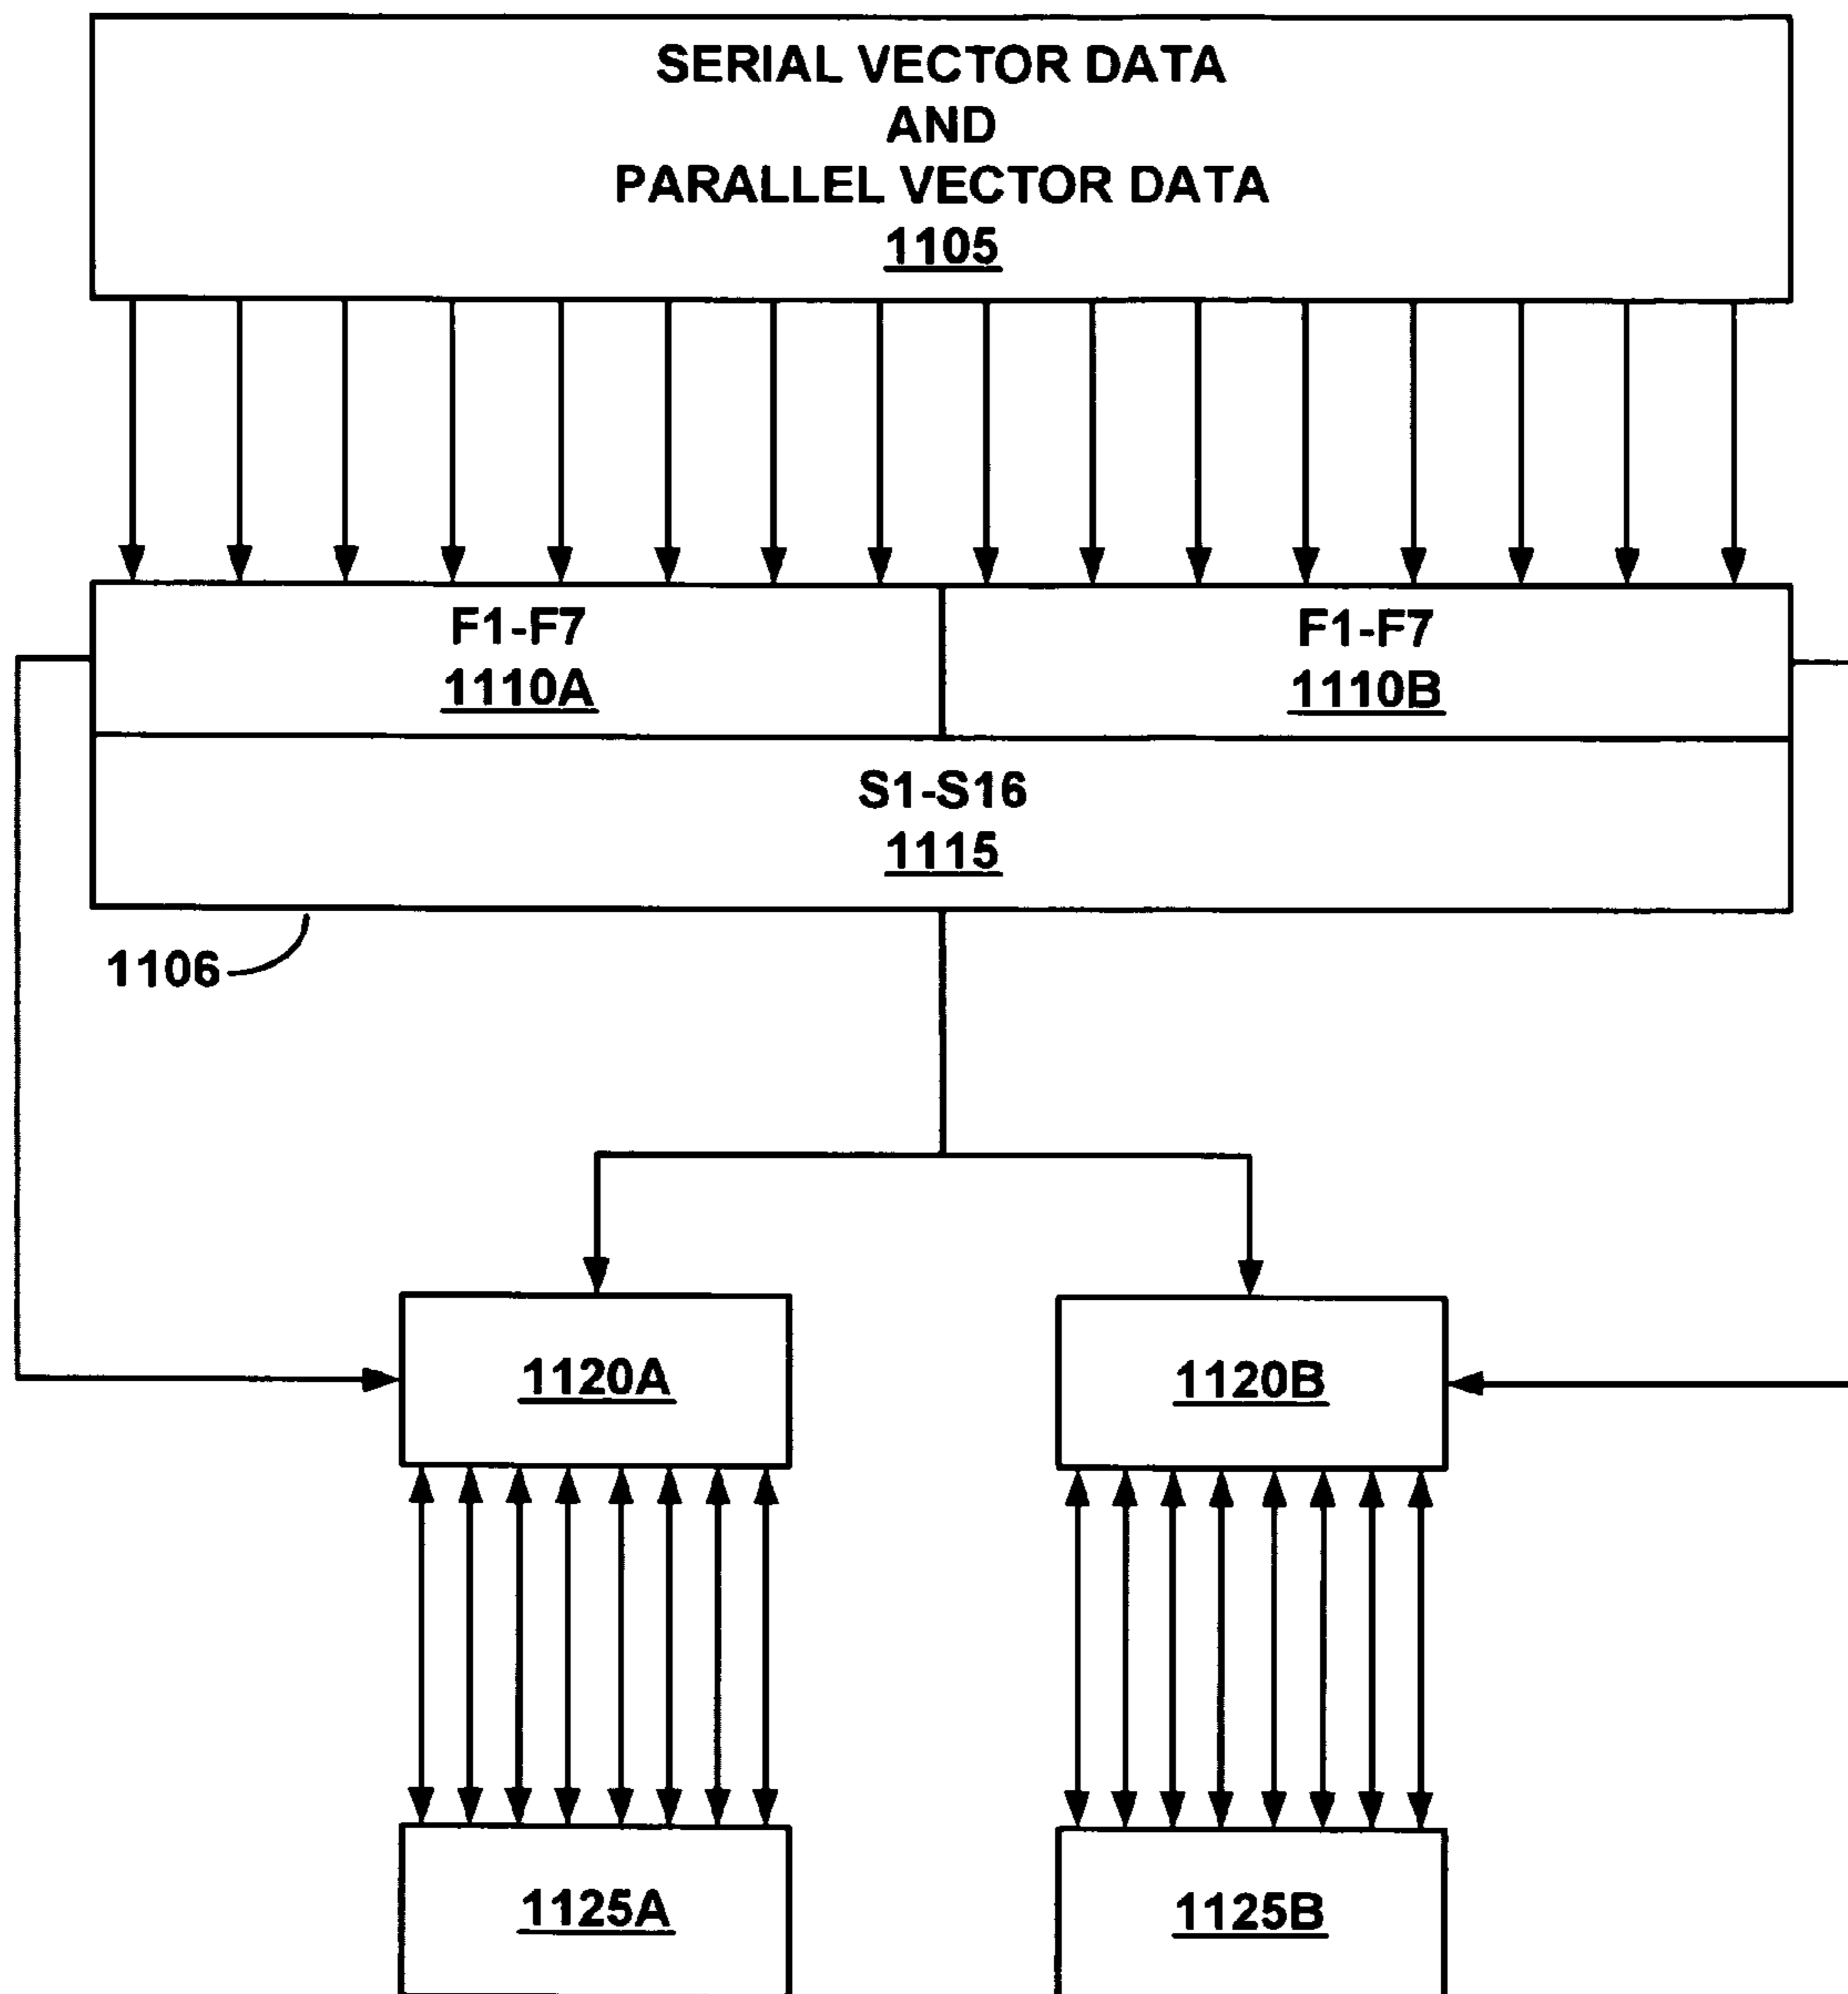 SERIAL VECTOR DATA
AND
PARALLEL VECTOR DATA
1105
F1-F7
1110A
F1-F7
1110B
S1-S16
1115
1106
1120A
1120B
1125A
1125B